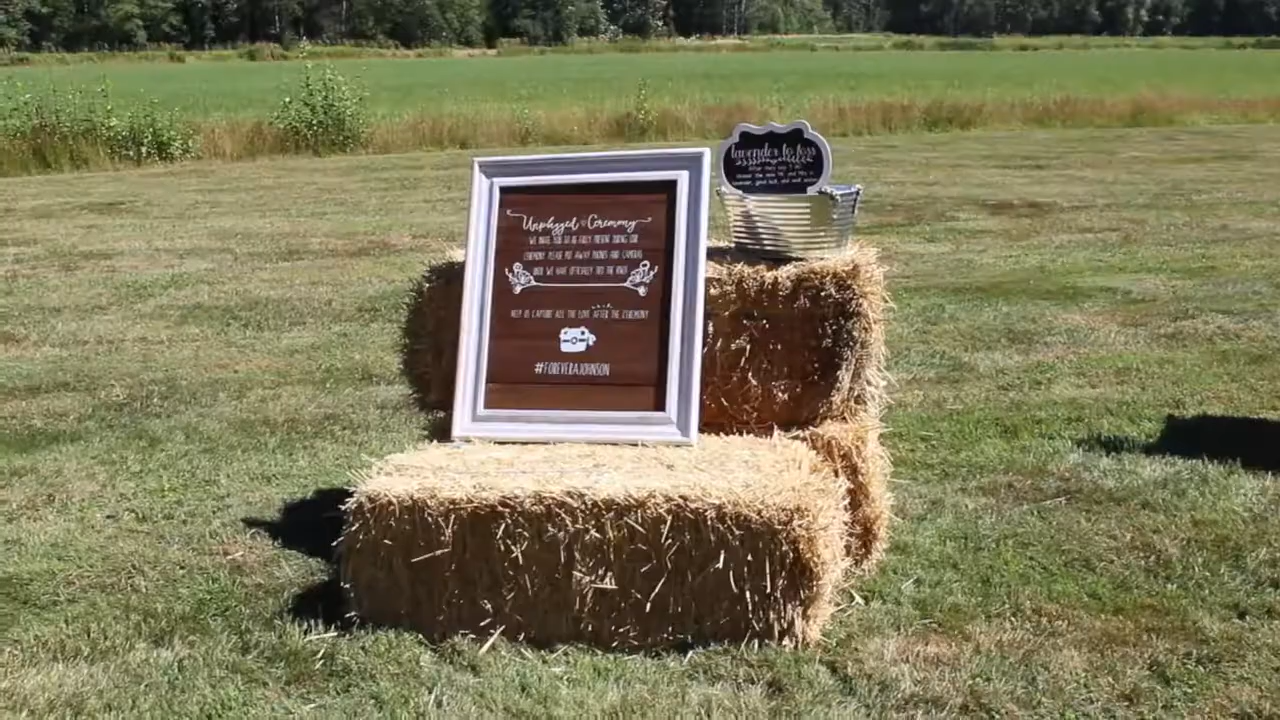 Unplugged Ceremony
WE INVITE YOU TO BE FULLY PRESENT DURING OUR
CEREMONY. PLEASE PUT AWAY PHONES AND CAMERAS
UNTIL WE HAVE OFFICIALLY TIED THE KNOT
HELP US CAPTURE ALL THE LOVE AFTER THE CEREMONY
#FOREVERAJOHNSON
lavender to toss